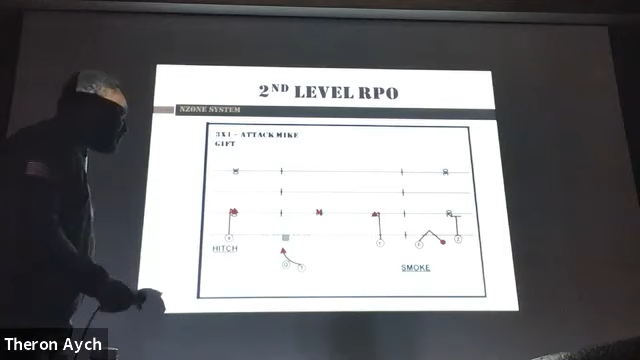 2ND LEVEL RPO
NZONE SYSTEM
3X1 - ATTACK MIKE
GIFT
HITCH
SMOKE
Theron Aych